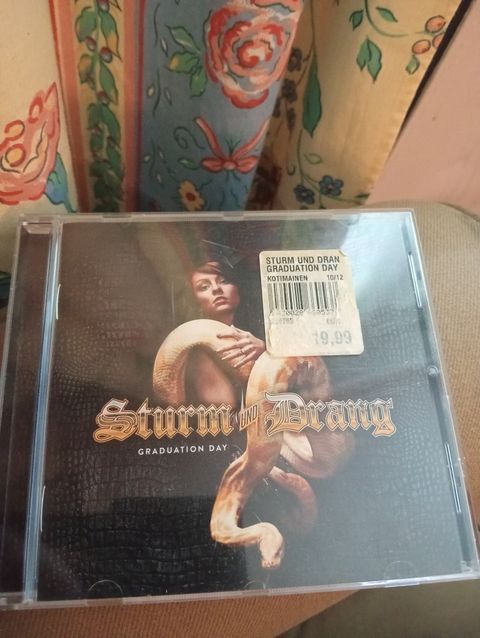 STURM UND DRAN
GRADUATION DAY
KOTIMAINEN 10/12
19,99
Sturm und Drang
GRADUATION DAY